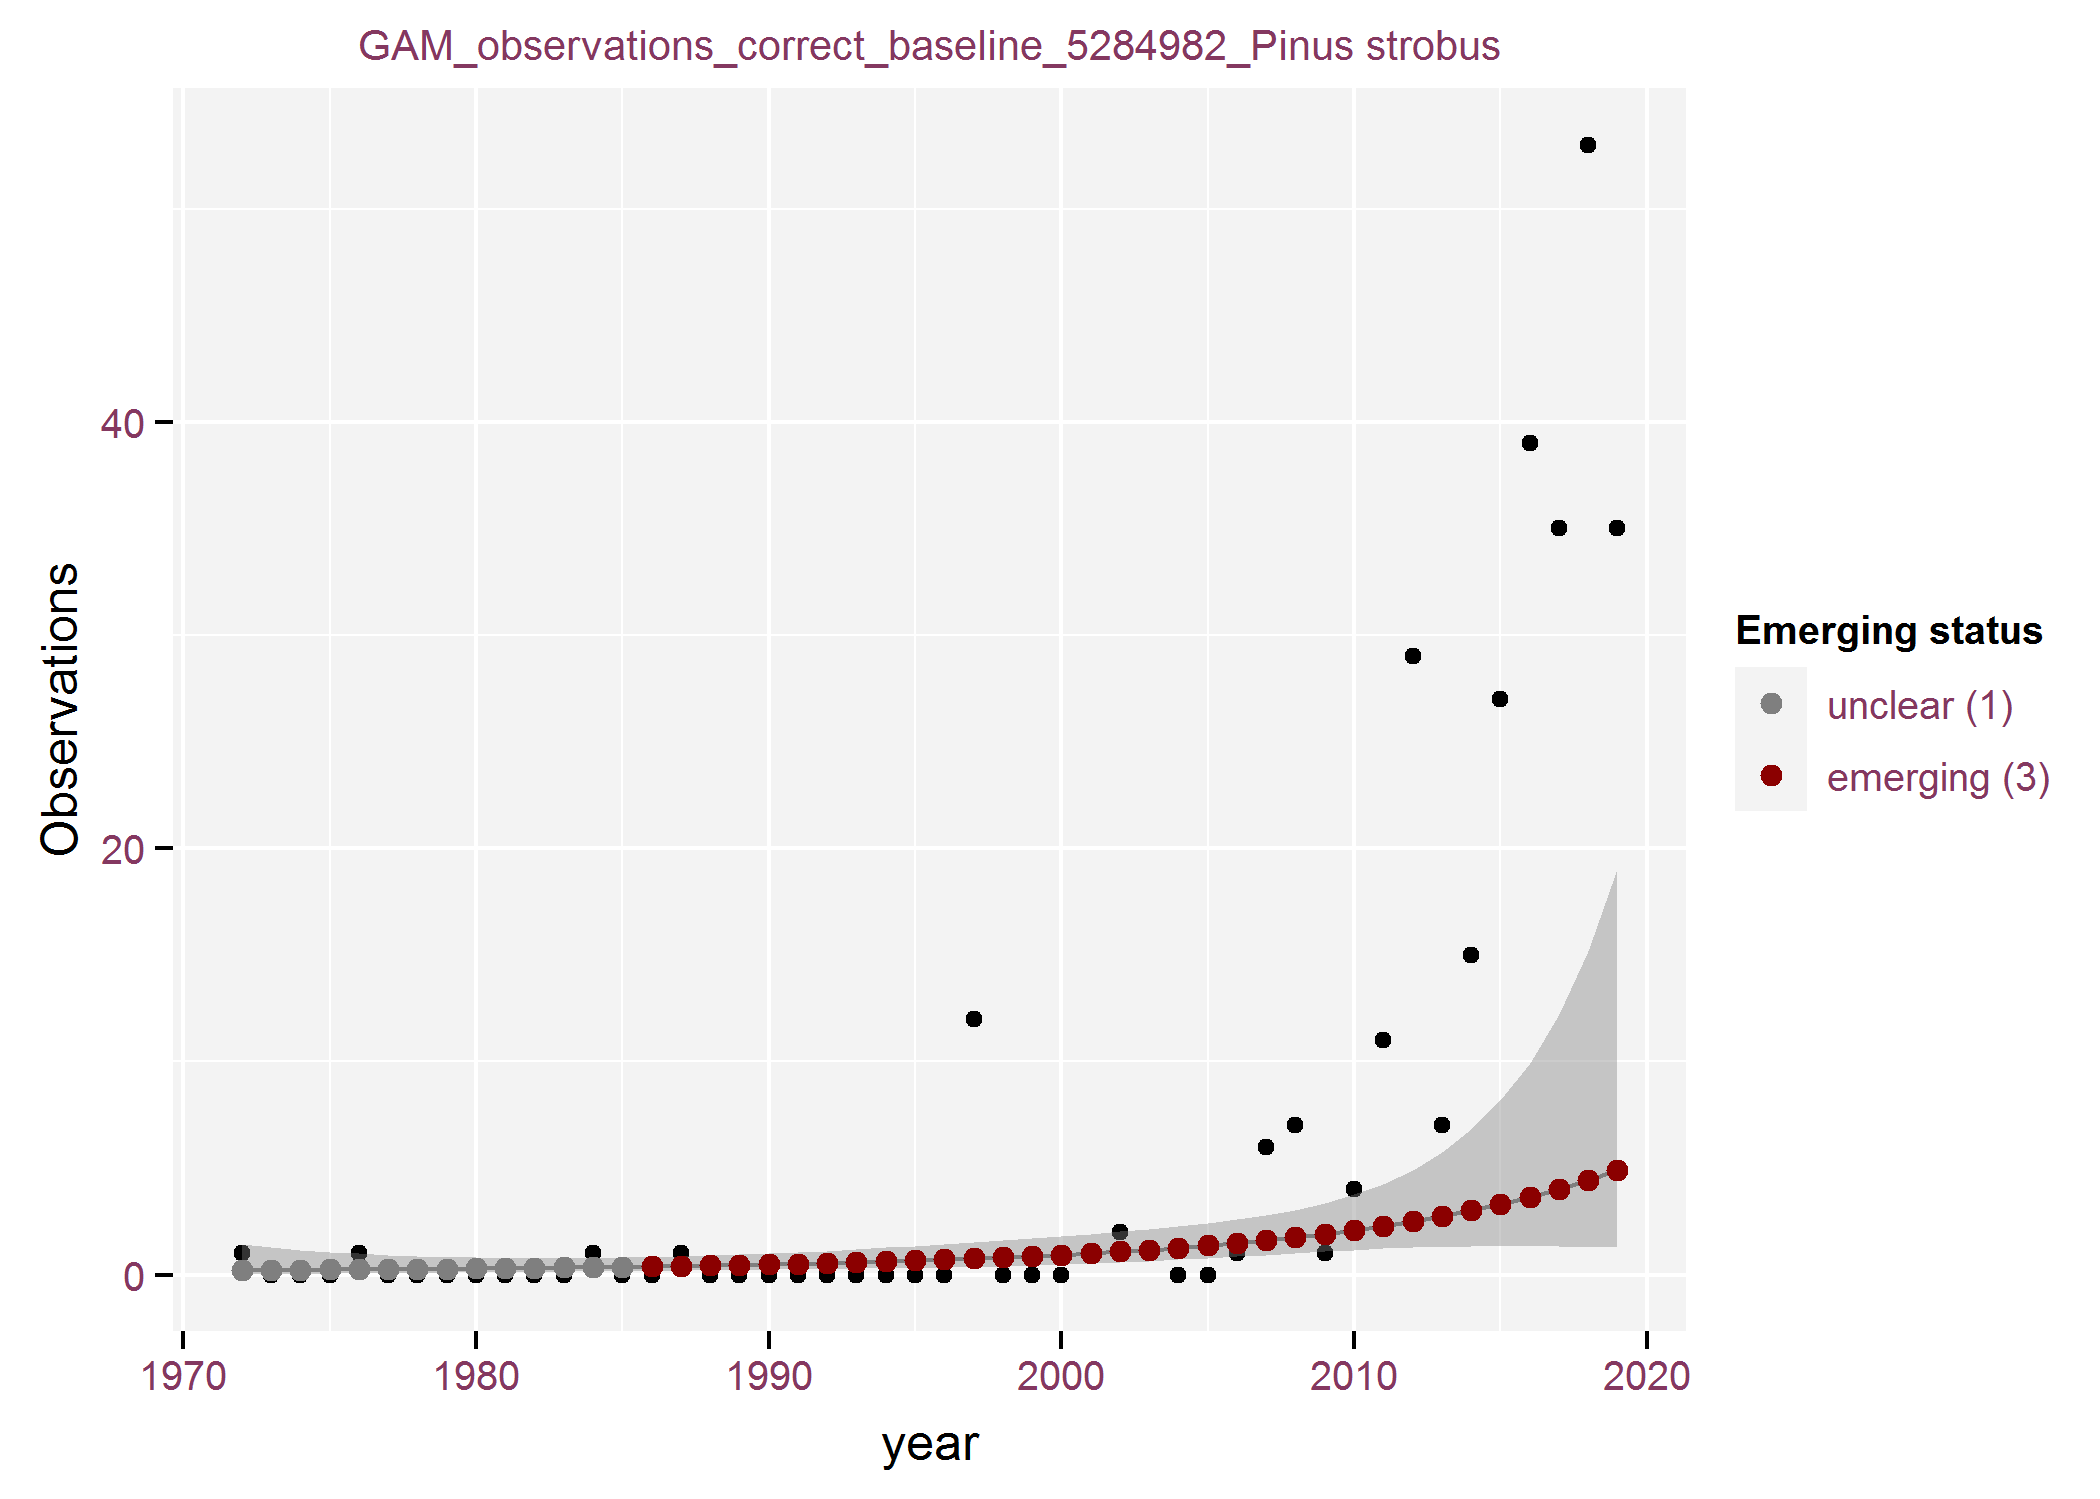 GAM_observations_correct_baseline_5284982_Pinus strobus
Observations
40
20
0
1970 1980 1990 2000 2010 2020
year
Emerging status
unclear (1)
emerging (3)